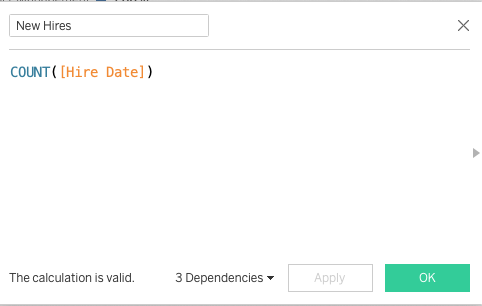 New Hires
COUNT([Hire Date])
The calculation is valid.
3 Dependencies
Apply
OK